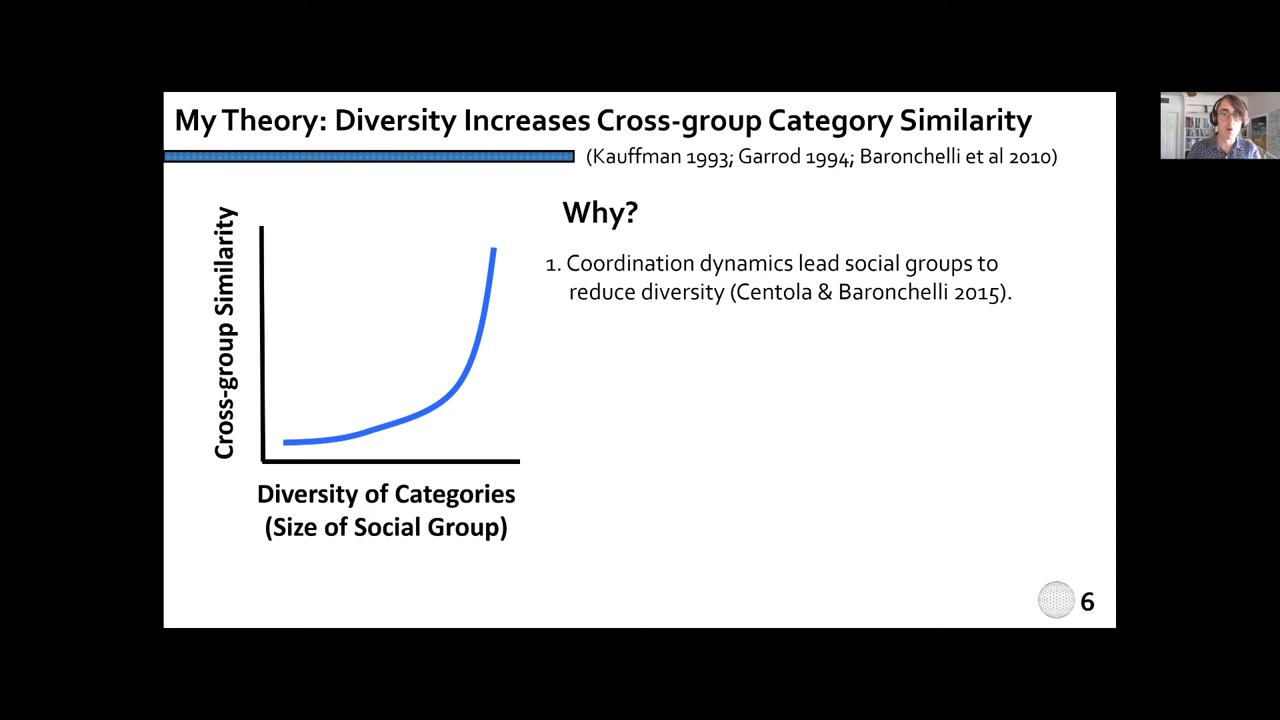 My Theory: Diversity Increases Cross-group Category Similarity
(Kauffman 1993; Garrod 1994; Baronchelli et al 2010)
Cross-group Similarity
Diversity of Categories
(Size of Social Group)
Why?
1. Coordination dynamics lead social groups to
reduce diversity (Centola & Baronchelli 2015).
6